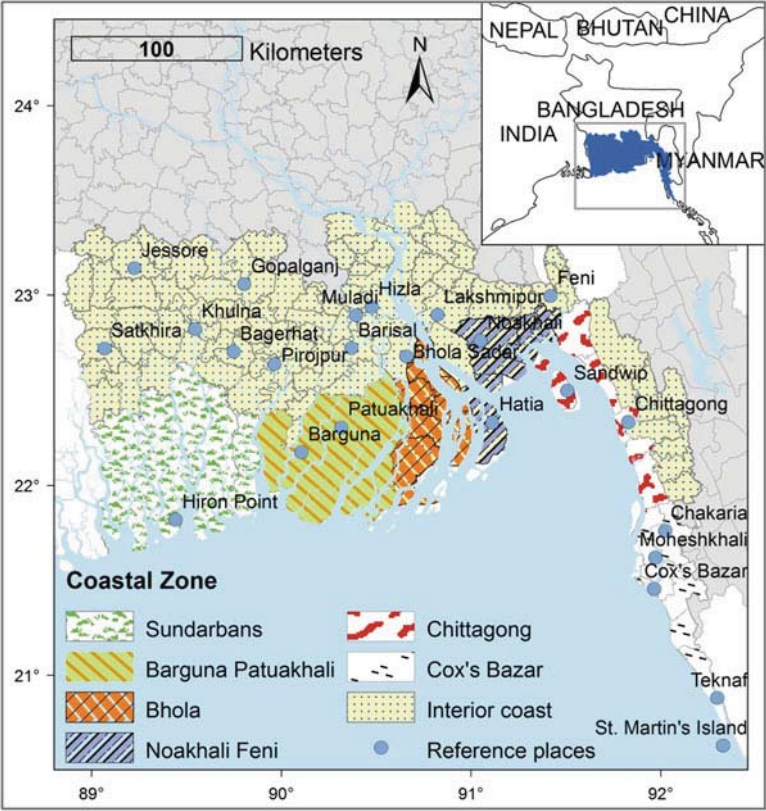 100 Kilometers
N
NEPAL
BHUTAN
CHINA
BANGLADESH
INDIA
MYANMAR
24°
23°
22°
21°
Jessore
Gopalganj
Feni
Muladi
Hizla
Lakshmipur
Khulna
Noakhali
Satkhira
Bagerhat
Barisal
Pirojpur
Bhola Sadar
Sandwip
Patuakhali
Hatia
Chittagong
Barguna
Hiron Point
Chakaria
Moheshkhali
Cox's Bazar
Teknaf
St. Martin's Island
Coastal Zone
Sundarbans
Barguna Patuakhali
Bhola
Noakhali Feni
Chittagong
Cox's Bazar
Interior coast
Reference places
89°
90°
91°
92°